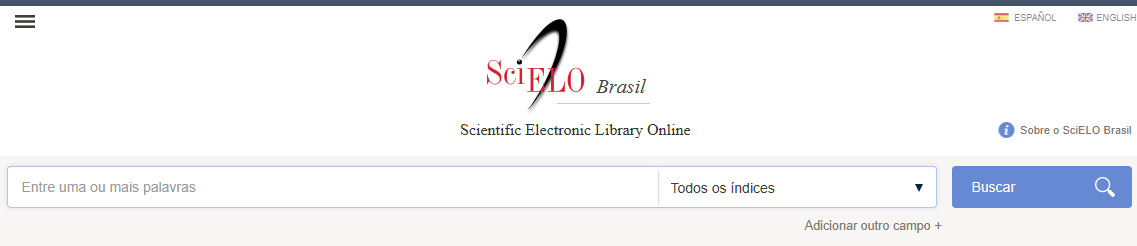 ESPAÑOL ENGLISH
SciELO Brasil
Scientific Electronic Library Online
Sobre o SciELO Brasil
Entre uma ou mais palavras Todos os índices Buscar
Adicionar outro campo +